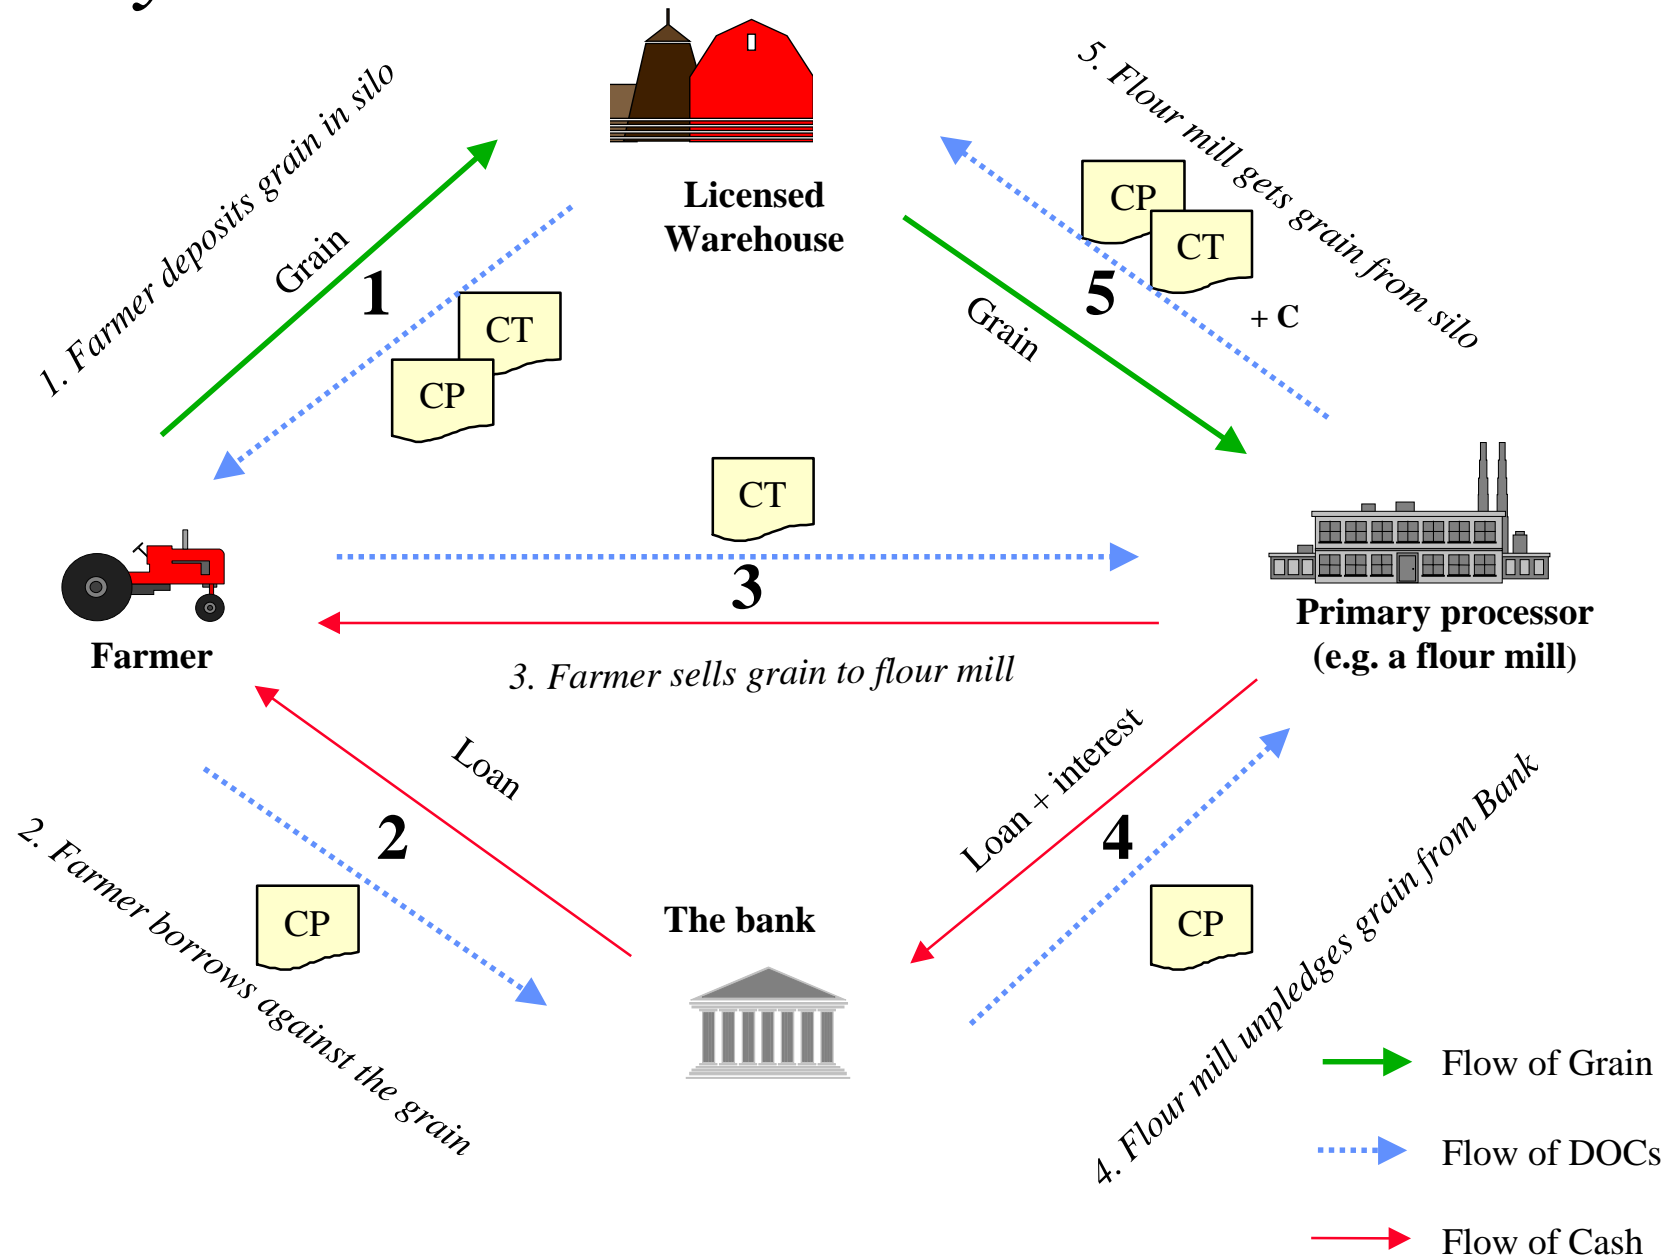 1. Farmer deposits grain in silo
Grain
1
CT
CP
Licensed
Warehouse
5. Flour mill gets grain from silo
CP
CT
+ C
5
Grain
CT
3
3. Farmer sells grain to flour mill
Farmer
Primary processor
(e.g. a flour mill)
Loan
2
CP
2. Farmer borrows against the grain
The bank
Loan + interest
4
CP
4. Flour mill unpledges grain from Bank
Flow of Grain
Flow of DOCs
Flow of Cash